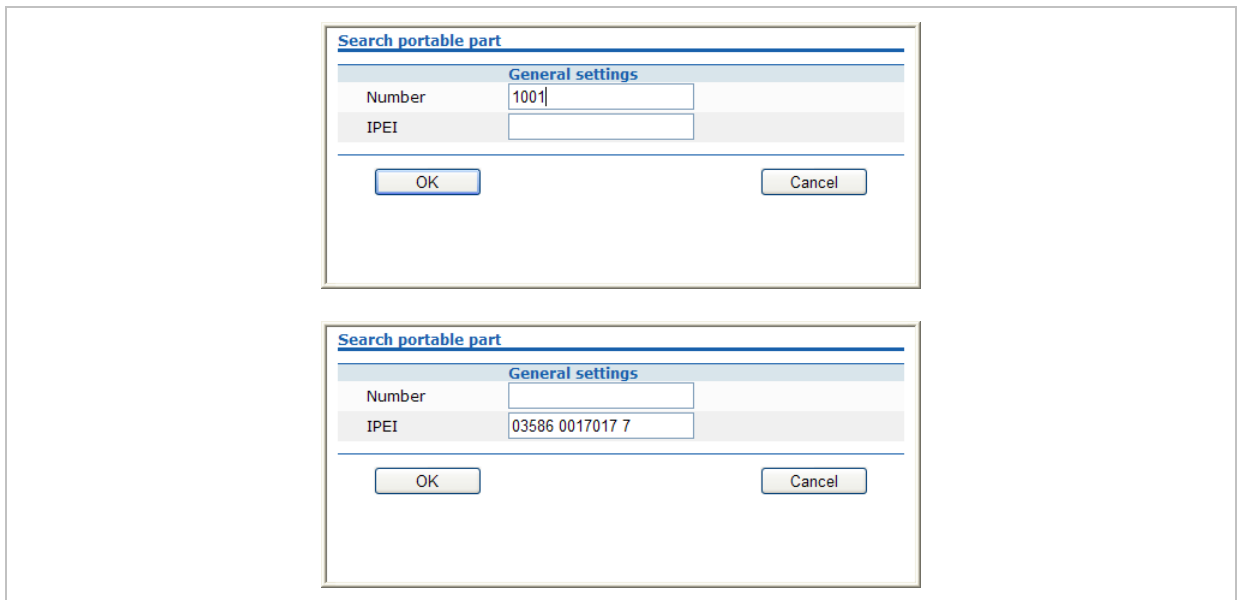 Search portable part
General settings
Number 1001
IPEI
OK Cancel
Search portable part
General settings
Number
IPEI 03586 0017017 7
OK Cancel